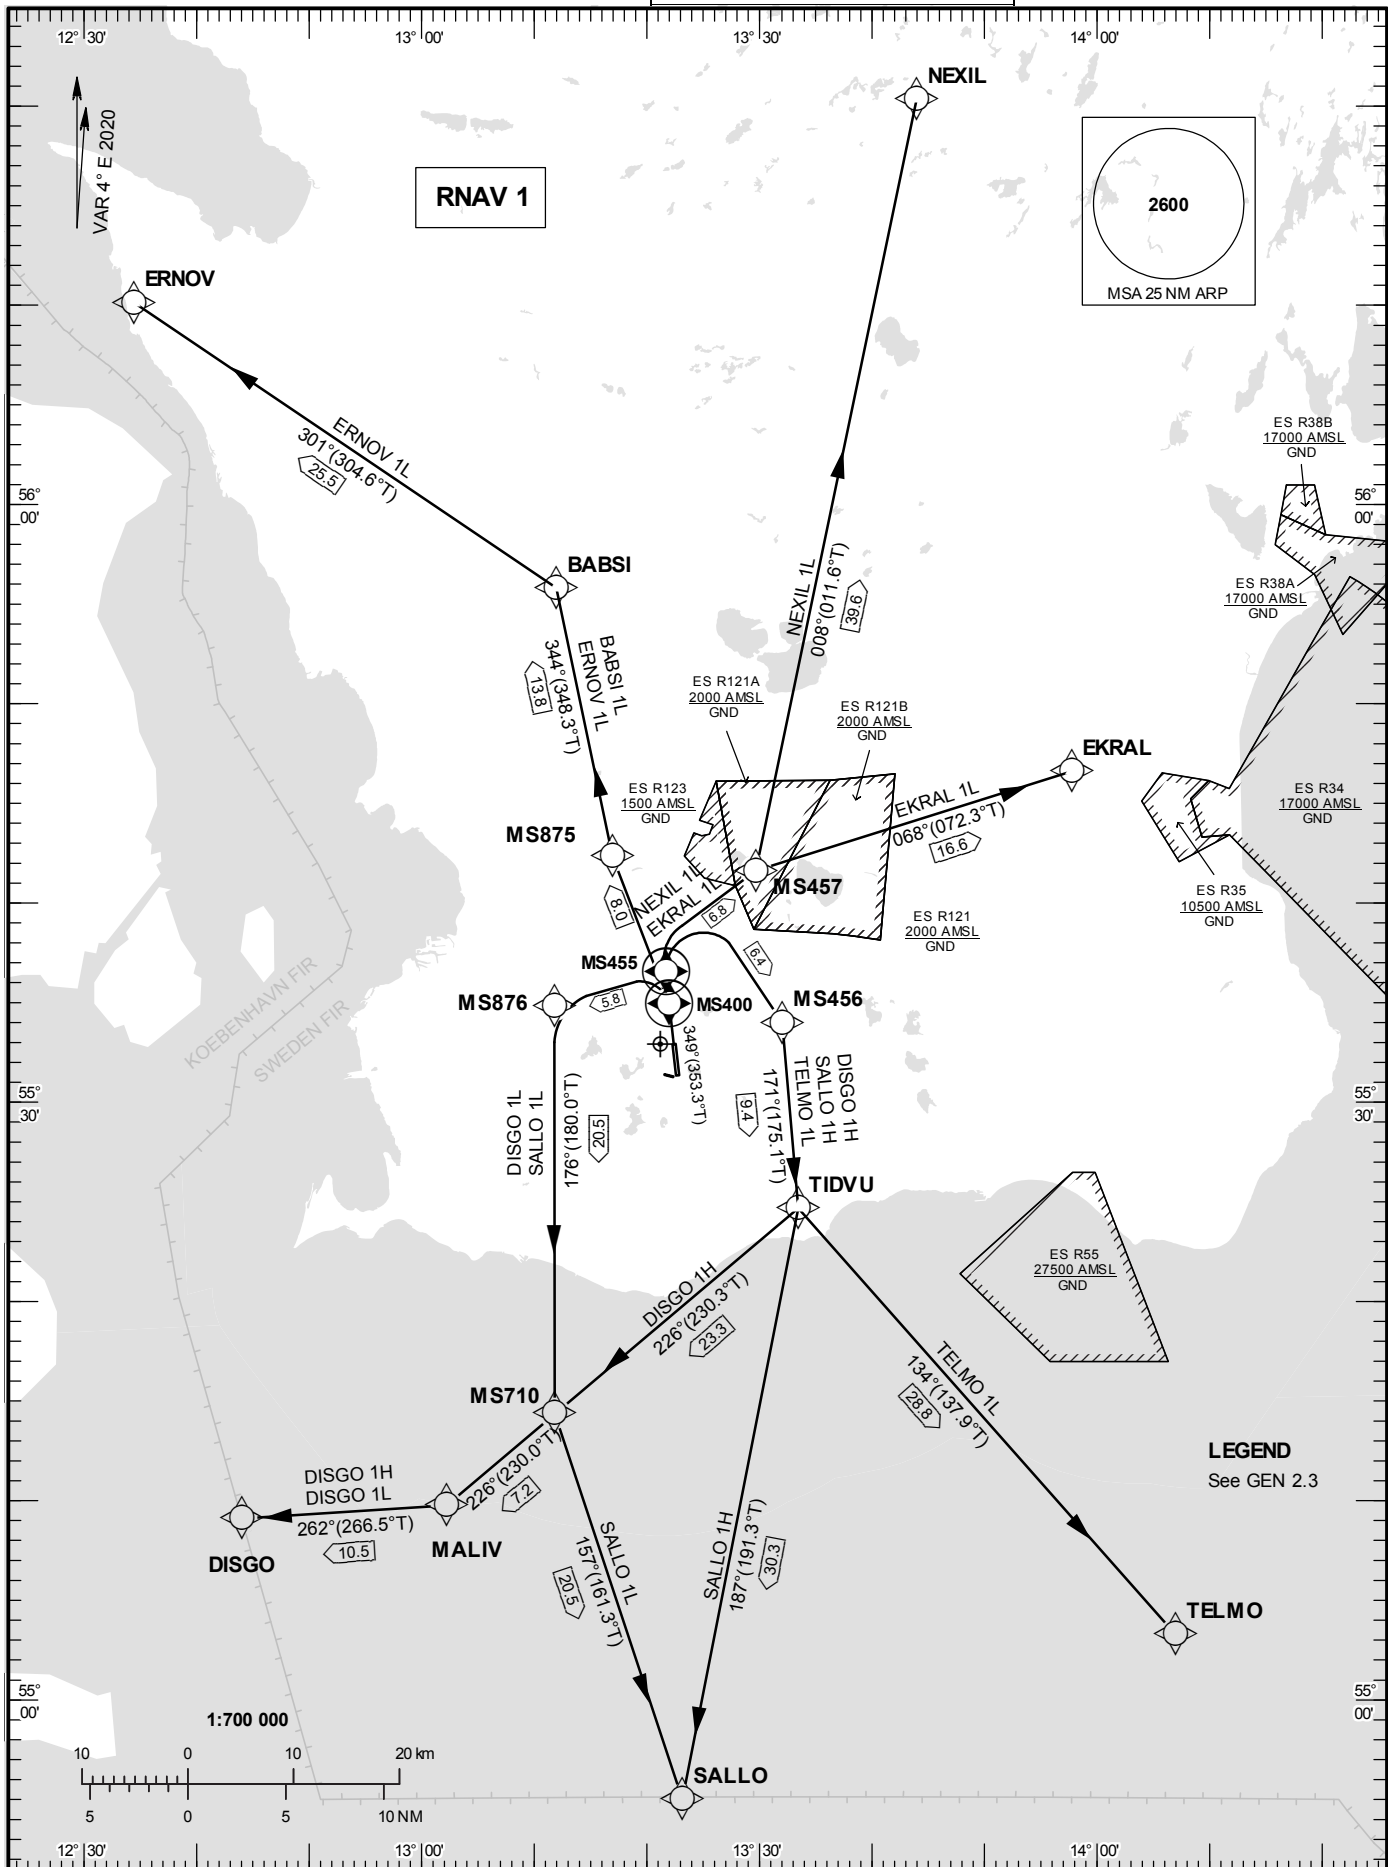 12° 30'
13° 00'
13° 30'
14° 00'
NEXIL
VAR 4° E 2020
RNAV 1
2600
MSA 25 NM ARP
ERNOV
ERNOV 1L
301°(304.6°T)
25.5
ES R38B
17000 AMSL
GND
56°
00'
56°
00'
BABSI
NEXIL 1L
008°(011.6°T)
39.6
ES R38A
17000 AMSL
GND
BABSI 1L
ERNOV 1L
344°(348.3°T)
13.8
ES R121A
2000 AMSL
GND
ES R121B
2000 AMSL
GND
EKRAL
ES R123
1500 AMSL
GND
EKRAL 1L
068°(072.3°T)
16.6
ES R34
17000 AMSL
GND
MS875
MS457
NEXIL 1L
EKRAL 1L
8.0
6.8
ES R35
10500 AMSL
GND
ES R121
2000 AMSL
GND
MS455
6.4
MS876
5.8
MS400
MS456
KOEBENHAVN FIR
SWEDEN FIR
349°(353.3°T)
DISGO 1H
SALLO 1H
TELMO 1L
171°(175.1°T)
9.4
55°
30'
55°
30'
DISGO 1L
SALLO 1L
176°(180.0°T)
20.5
TIDVU
ES R55
27500 AMSL
GND
DISGO 1H
226°(230.3°T)
23.3
TELMO 1L
134°(137.9°T)
28.8
MS710
LEGEND
See GEN 2.3
226°(230.0°T)
7.2
DISGO 1H
DISGO 1L
262°(266.5°T)
10.5
DISGO
MALIV
SALLO 1L
157°(161.3°T)
20.5
SALLO 1H
187°(191.3°T)
30.3
TELMO
55°
00'
55°
00'
1:700 000
10 0 10 20 km
5 0 5 10 NM
SALLO
12° 30'
13° 00'
13° 30'
14° 00'